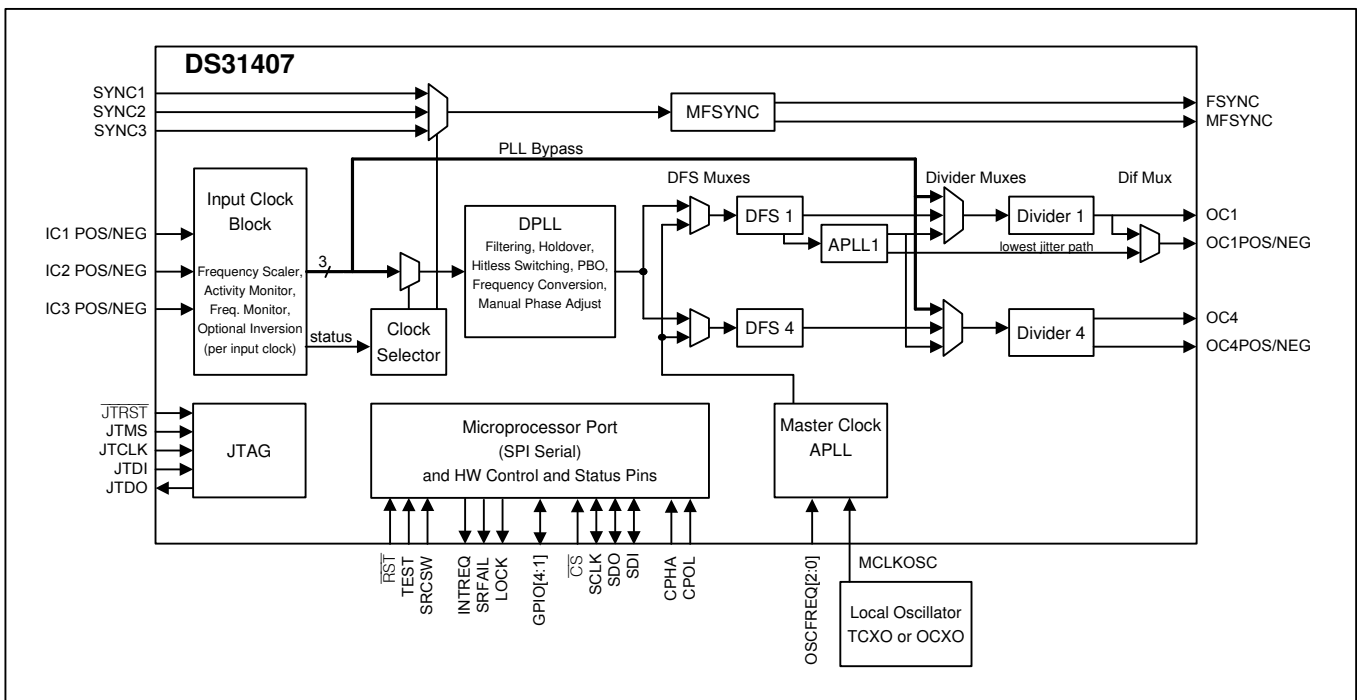 DS31407
SYNC1
SYNC2
SYNC3
MFSYNC
FSYNC
MFSYNC
PLL Bypass
DFS Muxes
Divider Muxes
Dif Mux
Input Clock
Block
Frequency Scaler,
Activity Monitor,
Freq. Monitor,
Optional Inversion
(per input clock)
IC1 POS/NEG
IC2 POS/NEG
IC3 POS/NEG
3
status
Clock
Selector
DPLL
Filtering, Holdover,
Hitless Switching, PBO,
Frequency Conversion,
Manual Phase Adjust
DFS 1
APLL1
lowest jitter path
Divider 1
OC1
OC1POS/NEG
DFS 4
Divider 4
OC4
OC4POS/NEG
JTRST
JTMS
JTCLK
JTDI
JTDO
JTAG
Microprocessor Port
(SPI Serial)
and HW Control and Status Pins
Master Clock
APLL
RST
TEST
SRCSW
INTREQ
SRFAIL
LOCK
GPIO[4:1]
CS
SCLK
SDO
SDI
CPHA
CPOL
OSCFREQ[2:0]
MCLKOSC
Local Oscillator
TCXO or OCXO